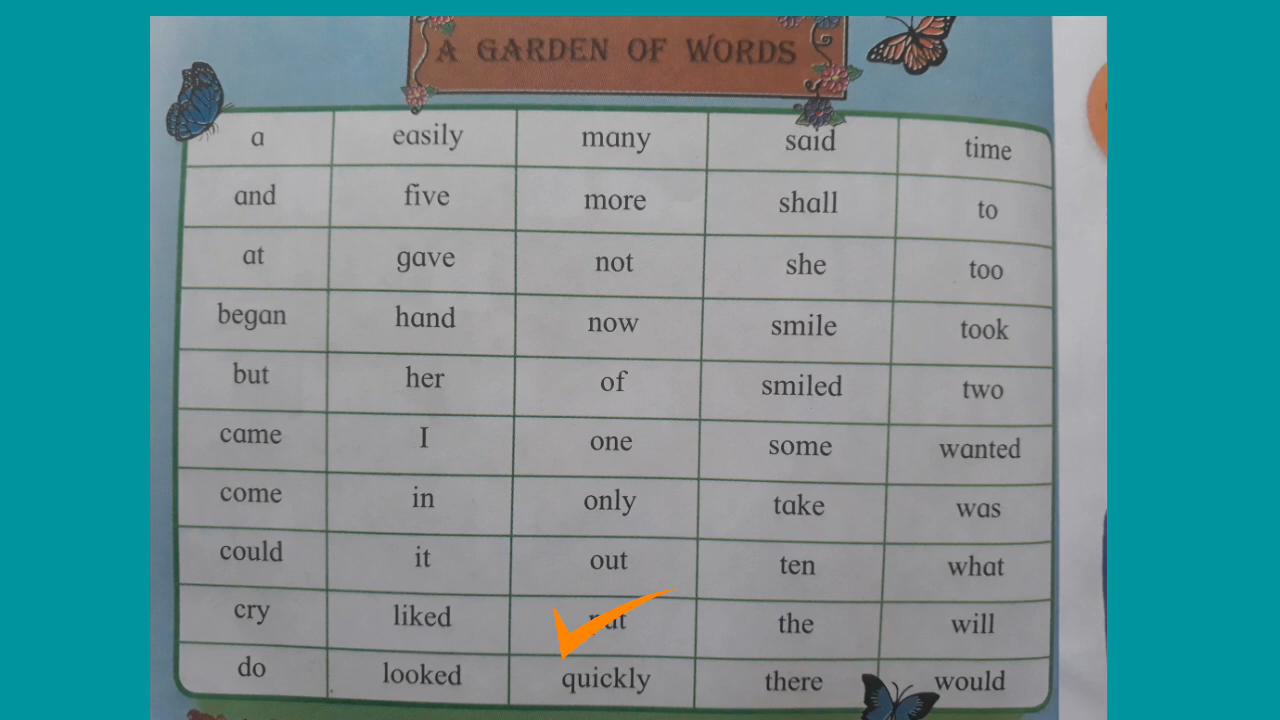 A GARDEN OF WORDS
a easily many said time
and five more shall to
at gave not she too
began hand now smile took
but her of smiled two
came I one some wanted
come in only take was
could it out ten what
cry liked put the will
do looked quickly there would